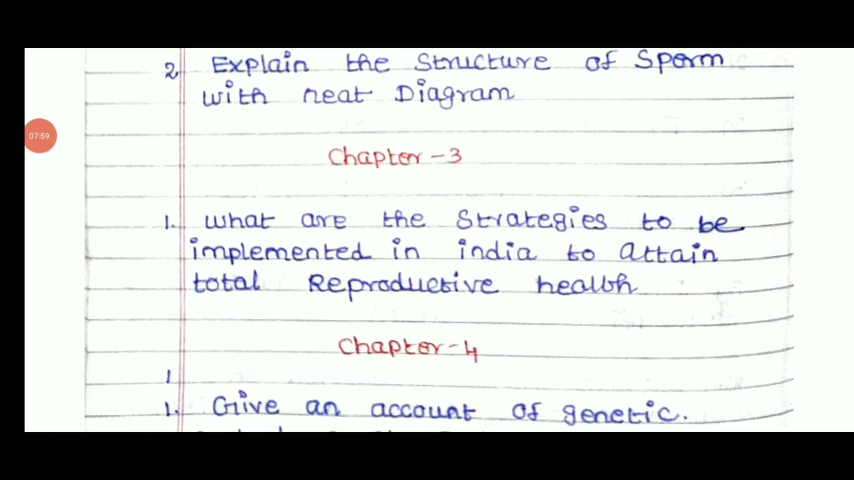 2 Explain the Structure of Sperm
with neat Diagram
07:59
Chapter-3
1. What are the Strategies to be
implemented in india to Attain
total Reproductive health
Chapter-4
1
1. Give an account of genetic.